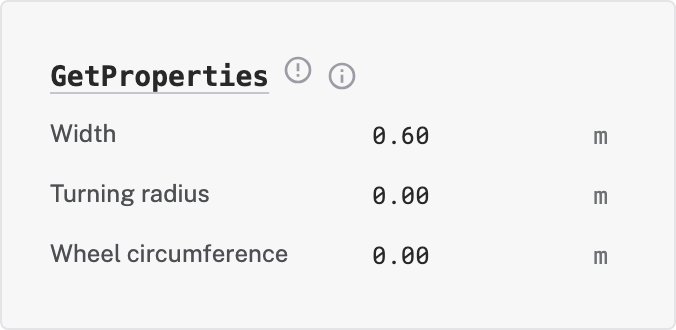 GetProperties
Width 0.60 m
Turning radius 0.00 m
Wheel circumference 0.00 m